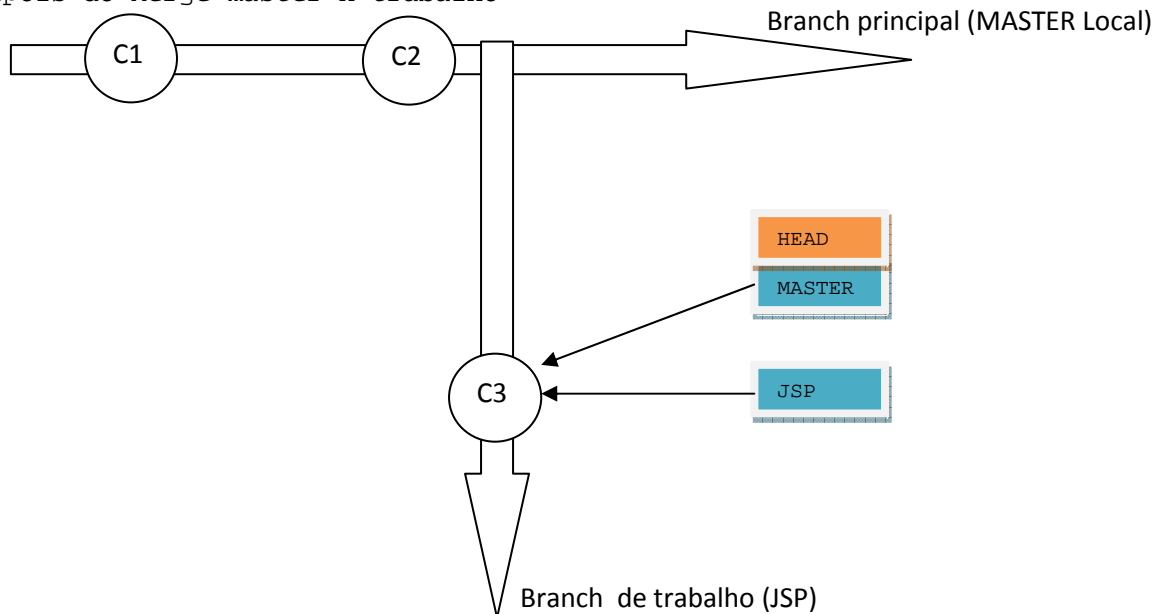 Branch principal (MASTER Local)
C1
C2
HEAD
MASTER
C3
JSP
Branch de trabalho (JSP)